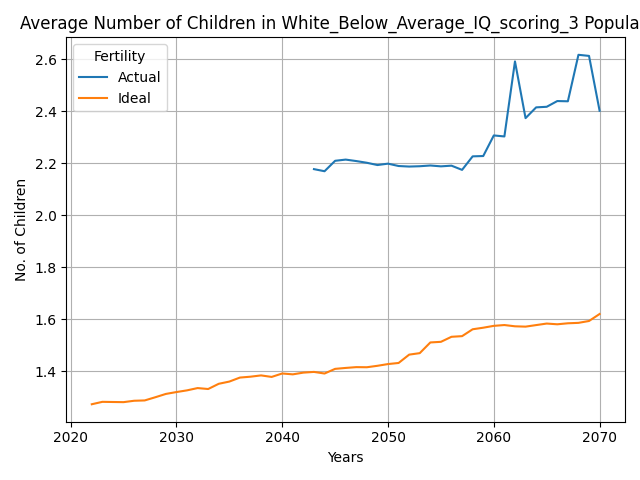 Average Number of Children in White_Below_Average_IQ_scoring_3 Popula
Fertility
Actual
Ideal
No. of Children
2.6
2.4
2.2
2.0
1.8
1.6
1.4
2020 2030 2040 2050 2060 2070
Years